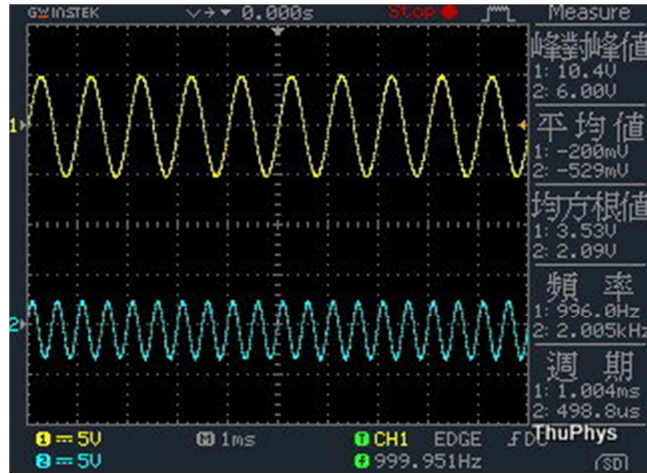 GW INSTEK 0.000s Stop Measure
峰對峰值
1: 10.4V
2: 6.00V
平均值
1: -200mV
2: -529mV
均方根值
1: 3.53V
2: 2.09V
頻 率
1: 996.0Hz
2: 2.005kHz
週 期
1: 1.004ms
2: 498.8us
1
2
1 5V M 1ms T CH1 EDGE DC
2 5V f 999.951Hz
ThuPhys
SD